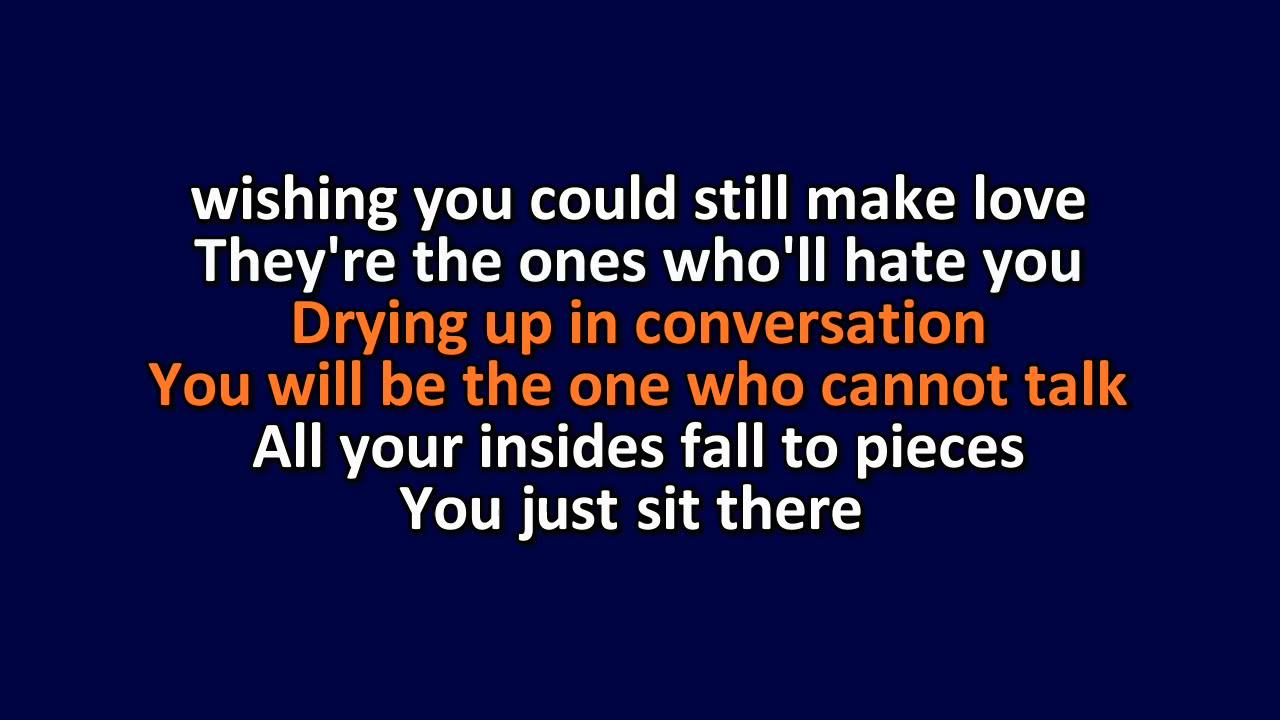 wishing you could still make love
They're the ones who'll hate you
Drying up in conversation
You will be the one who cannot talk
All your insides fall to pieces
You just sit there